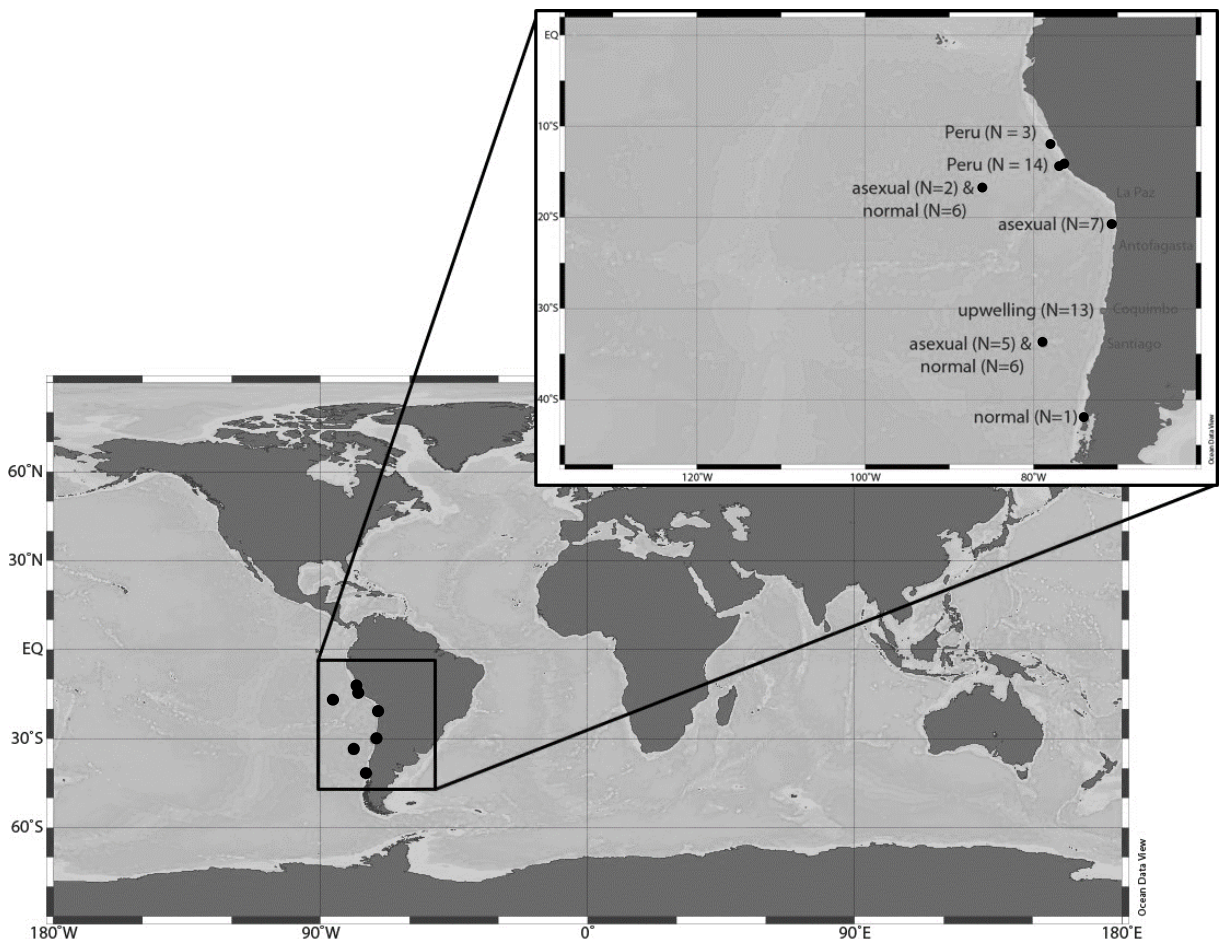 EQ
10°S
20°S
30°S
40°S
Peru (N = 3)
Peru (N = 14)
asexual (N=2) &
normal (N=6)
La Paz
asexual (N=7)
Antofagasta
upwelling (N=13)
Coquimbo
asexual (N=5) &
normal (N=6)
Santiago
normal (N=1)
120°W
100°W
80°W
60°
Ocean Data View
60°N
30°N
EQ
30°S
60°S
180°W
90°W
0°
90°E
180°E
Ocean Data View